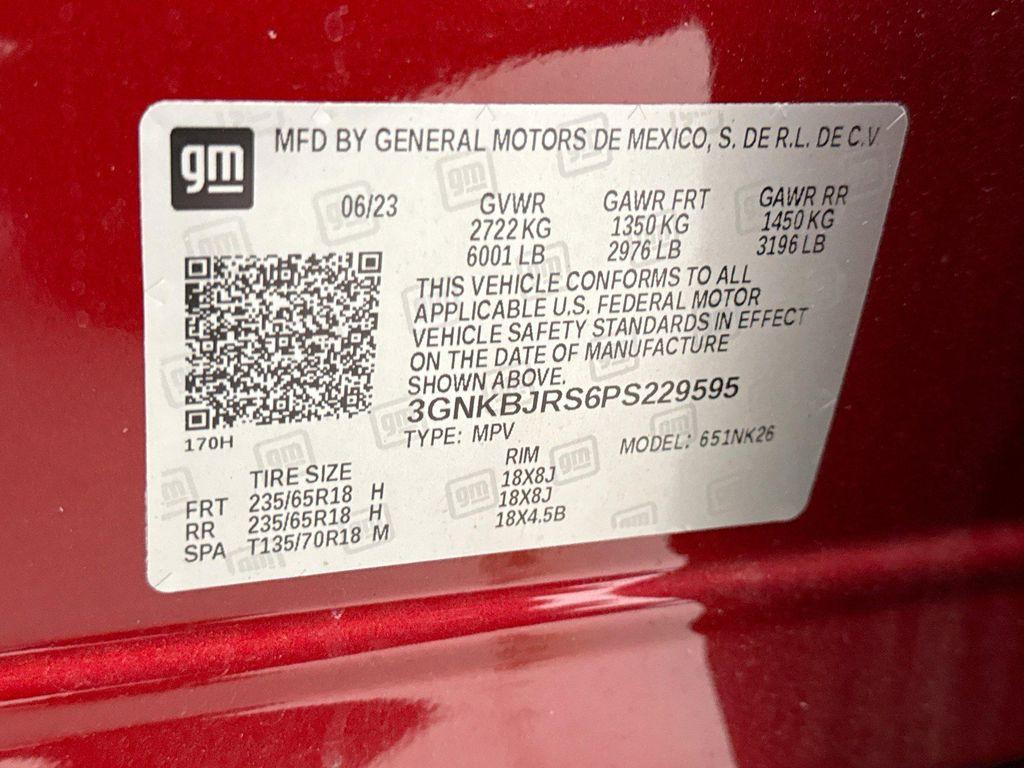 gm MFD BY GENERAL MOTORS DE MEXICO, S. DE R.L. DE C.V
06/23 GVWR GAWR FRT GAWR RR
2722 KG 1350 KG 1450 KG
6001 LB 2976 LB 3196 LB
THIS VEHICLE CONFORMS TO ALL
APPLICABLE U.S. FEDERAL MOTOR
VEHICLE SAFETY STANDARDS IN EFFECT
ON THE DATE OF MANUFACTURE
SHOWN ABOVE.
3GNKBJRS6PS229595
170H TYPE: MPV MODEL: 651NK26
TIRE SIZE RIM
FRT 235/65R18 H 18X8J
RR 235/65R18 H 18X8J
SPA T135/70R18 M 18X4.5B